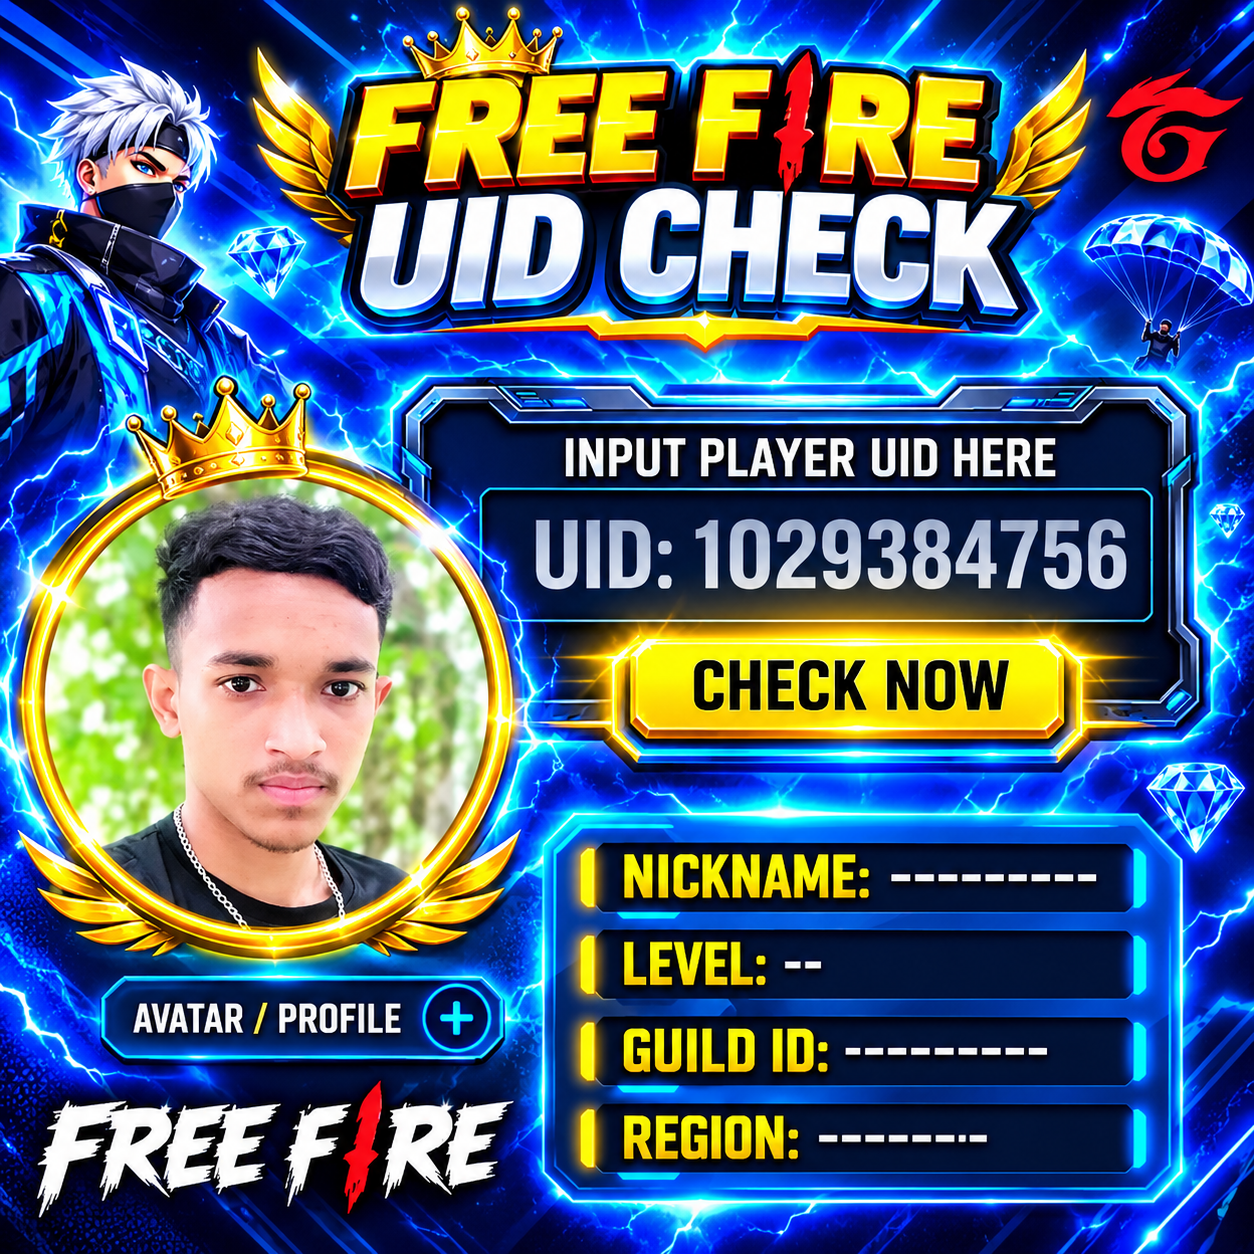 FREE FIRE
UID CHECK
INPUT PLAYER UID HERE
UID: 1029384756
CHECK NOW
NICKNAME: ---------
LEVEL: --
GUILD ID: ---------
REGION: --------
AVATAR / PROFILE +
FREE FIRE